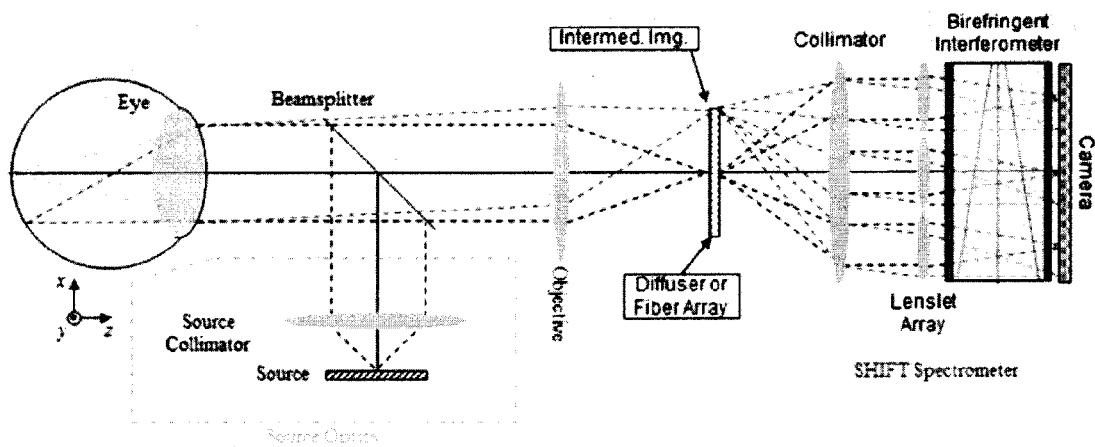 Birefringent
Interferometer
Intermed. Img.
Collimator
Eye
Beamsplitter
Camera
Objective
Diffuser or
Fiber Array
Lenslet
Array
x
y
z
Source
Collimator
Source
SHIFT Spectrometer
Source Optics